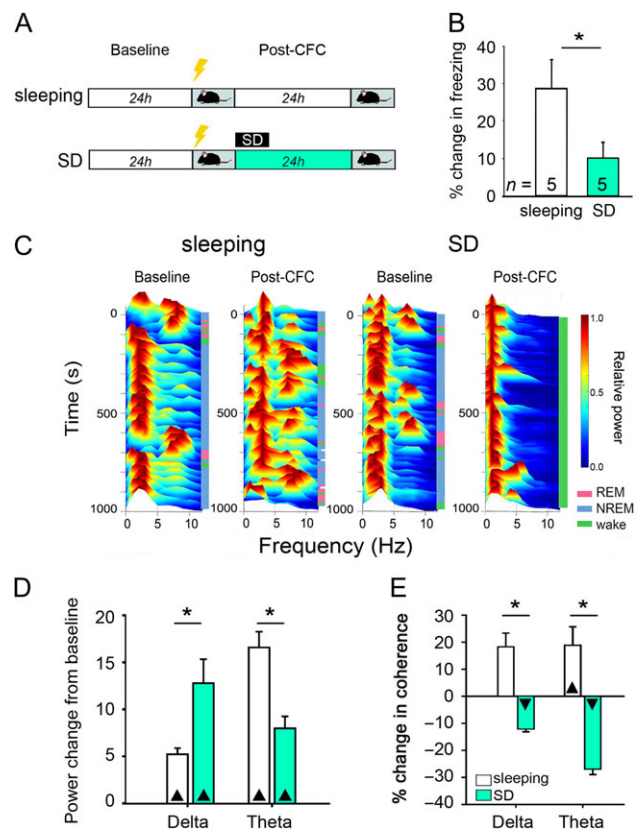 A
Baseline
Post-CFC
sleeping
24h
24h
SD
SD
24h
24h
B
% change in freezing
40
30
20
10
0
*
n =
5
5
sleeping
SD
C
sleeping
SD
Baseline
Post-CFC
Baseline
Post-CFC
Time (s)
0
500
1000
0
500
1000
0
500
1000
0
500
1000
0
5
10
0
5
10
0
5
10
0
5
10
Frequency (Hz)
1.0
0.5
0.0
Relative power
REM
NREM
wake
D
Power change from baseline
20
15
10
5
0
*
*
Delta
Theta
E
% change in coherence
30
20
10
0
−10
−20
−30
−40
*
*
sleeping
SD
Delta
Theta